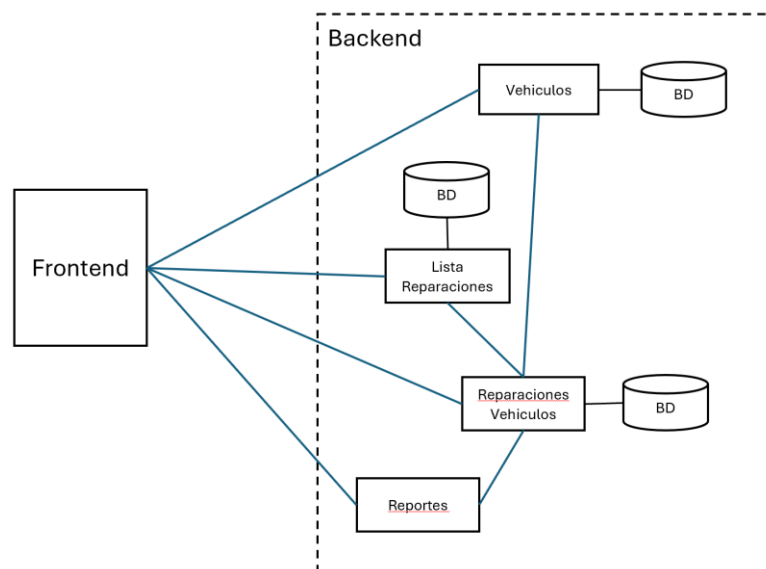 Backend
Vehiculos
BD
BD
Frontend
Lista
Reparaciones
Reparaciones
Vehiculos
BD
Reportes